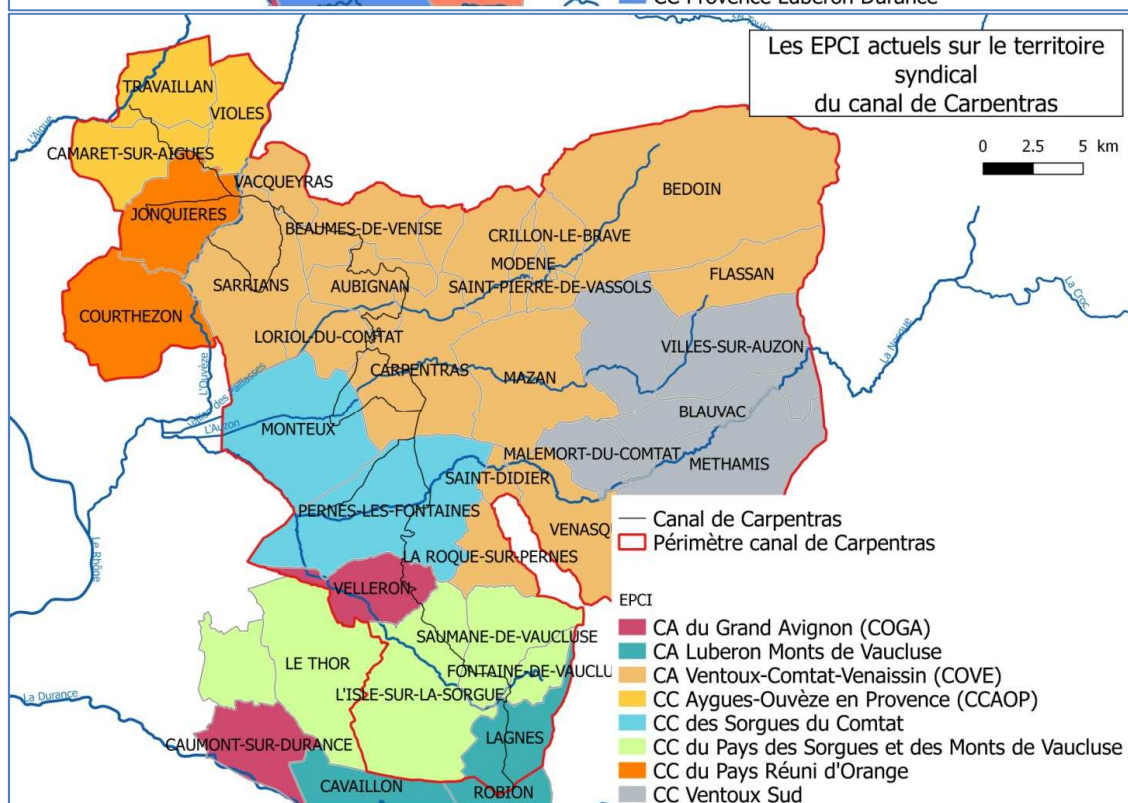 CC Provence Luberon Durance
Les EPCI actuels sur le territoire
syndical
du canal de Carpentras
0 2.5 5 km
TRAVAILLAN
VIOLES
L'Aigue
CAMARET-SUR-AIGUES
VACQUEYRAS
BEDOIN
JONQUIERES
BEAUMES-DE-VENISE
CRILLON-LE-BRAVE
MODENE
FLASSAN
SARRIANS
AUBIGNAN
SAINT-PIERRE-DE-VASSOLS
La Croc
COURTHEZON
LORIOL-DU-COMTAT
VILLES-SUR-AUZON
La Nesque
L'Ouvèze
CARPENTRAS
MAZAN
Vallat des Paillasses
BLAUVAC
L'Auzon
MONTEUX
MALEMORT-DU-COMTAT
METHAMIS
SAINT-DIDIER
PERNES-LES-FONTAINES
VENASQU
Canal de Carpentras
Périmètre canal de Carpentras
Le Rhône
LA ROQUE-SUR-PERNES
VELLERON
EPCI
CA du Grand Avignon (COGA)
SAUMANE-DE-VAUCLUSE
CA Luberon Monts de Vaucluse
LE THOR
FONTAINE-DE-VAUCLU
CA Ventoux-Comtat-Venaissin (COVE)
La Durance
L'ISLE-SUR-LA-SORGUE
CC Aygues-Ouvèze en Provence (CCAOP)
CC des Sorgues du Comtat
CAUMONT-SUR-DURANCE
LAGNES
CC du Pays des Sorgues et des Monts de Vaucluse
CC du Pays Réuni d'Orange
CAVAILLON
ROBION
CC Ventoux Sud